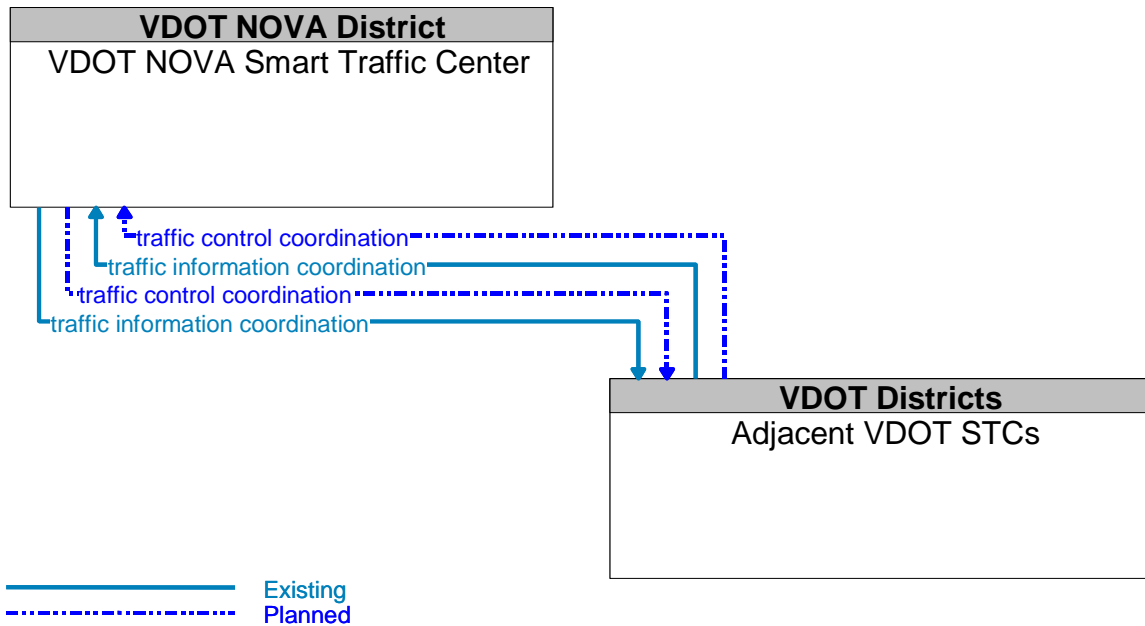 VDOT NOVA District
VDOT NOVA Smart Traffic Center
traffic control coordination
traffic information coordination
traffic control coordination
traffic information coordination
VDOT Districts
Adjacent VDOT STCs
Existing
Planned